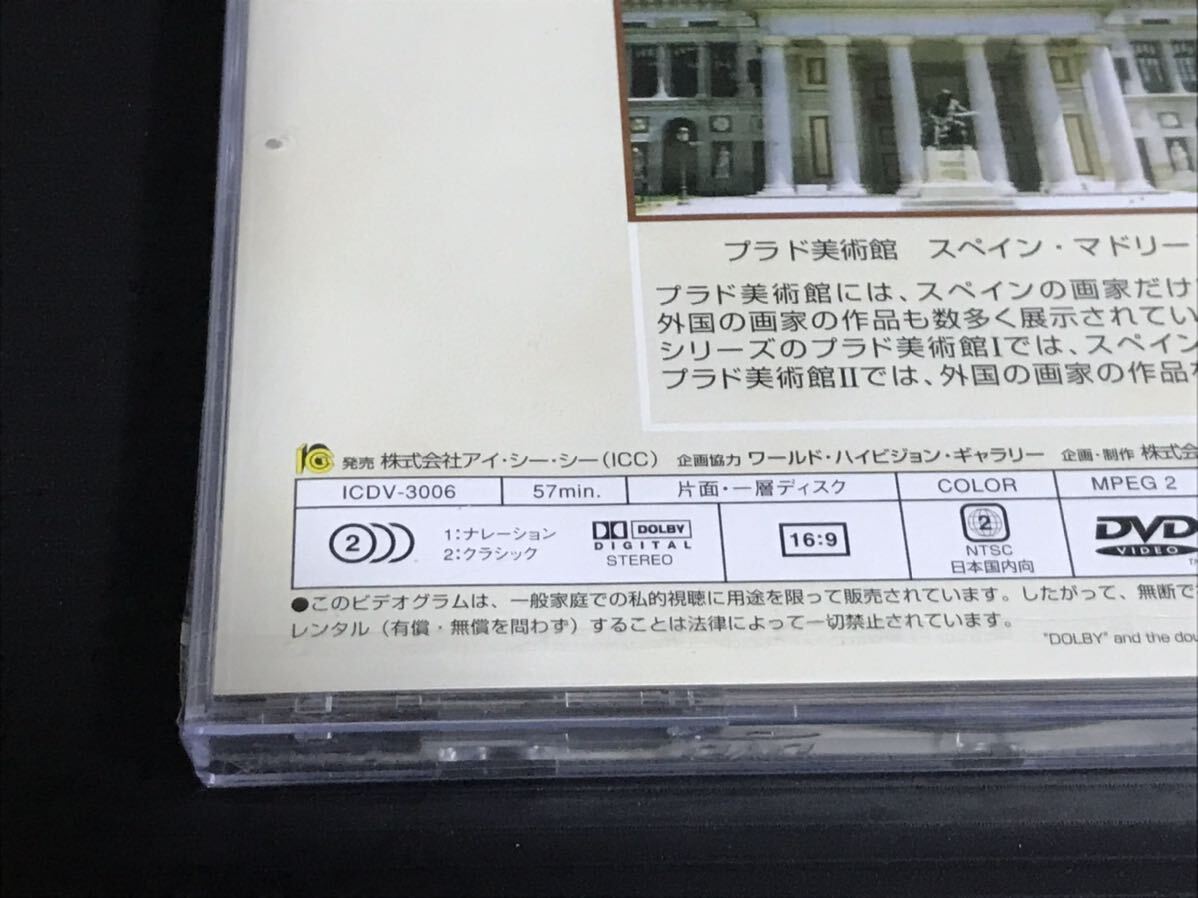 プラド美術館　スペイン・マドリー
プラド美術館には、スペインの画家だけ
外国の画家の作品も数多く展示されてい
シリーズのプラド美術館Iでは、スペイン
プラド美術館IIでは、外国の画家の作品
発売 株式会社アイ・シー・シー(ICC) 企画協力 ワールド・ハイビジョン・ギャラリー 企画・制作 株式会
ICDV-3006 57min. 片面・一層ディスク COLOR MPEG 2
2 1:ナレーション
2:クラシック
DOLBY
DIGITAL
STEREO
16:9
2
NTSC
日本国内向
DVD
VIDEO
●このビデオグラムは、一般家庭での私的視聴に用途を限って販売されています。したがって、無断で
レンタル（有償・無償を問わず）することは法律によって一切禁止されています。
"DOLBY" and the dou